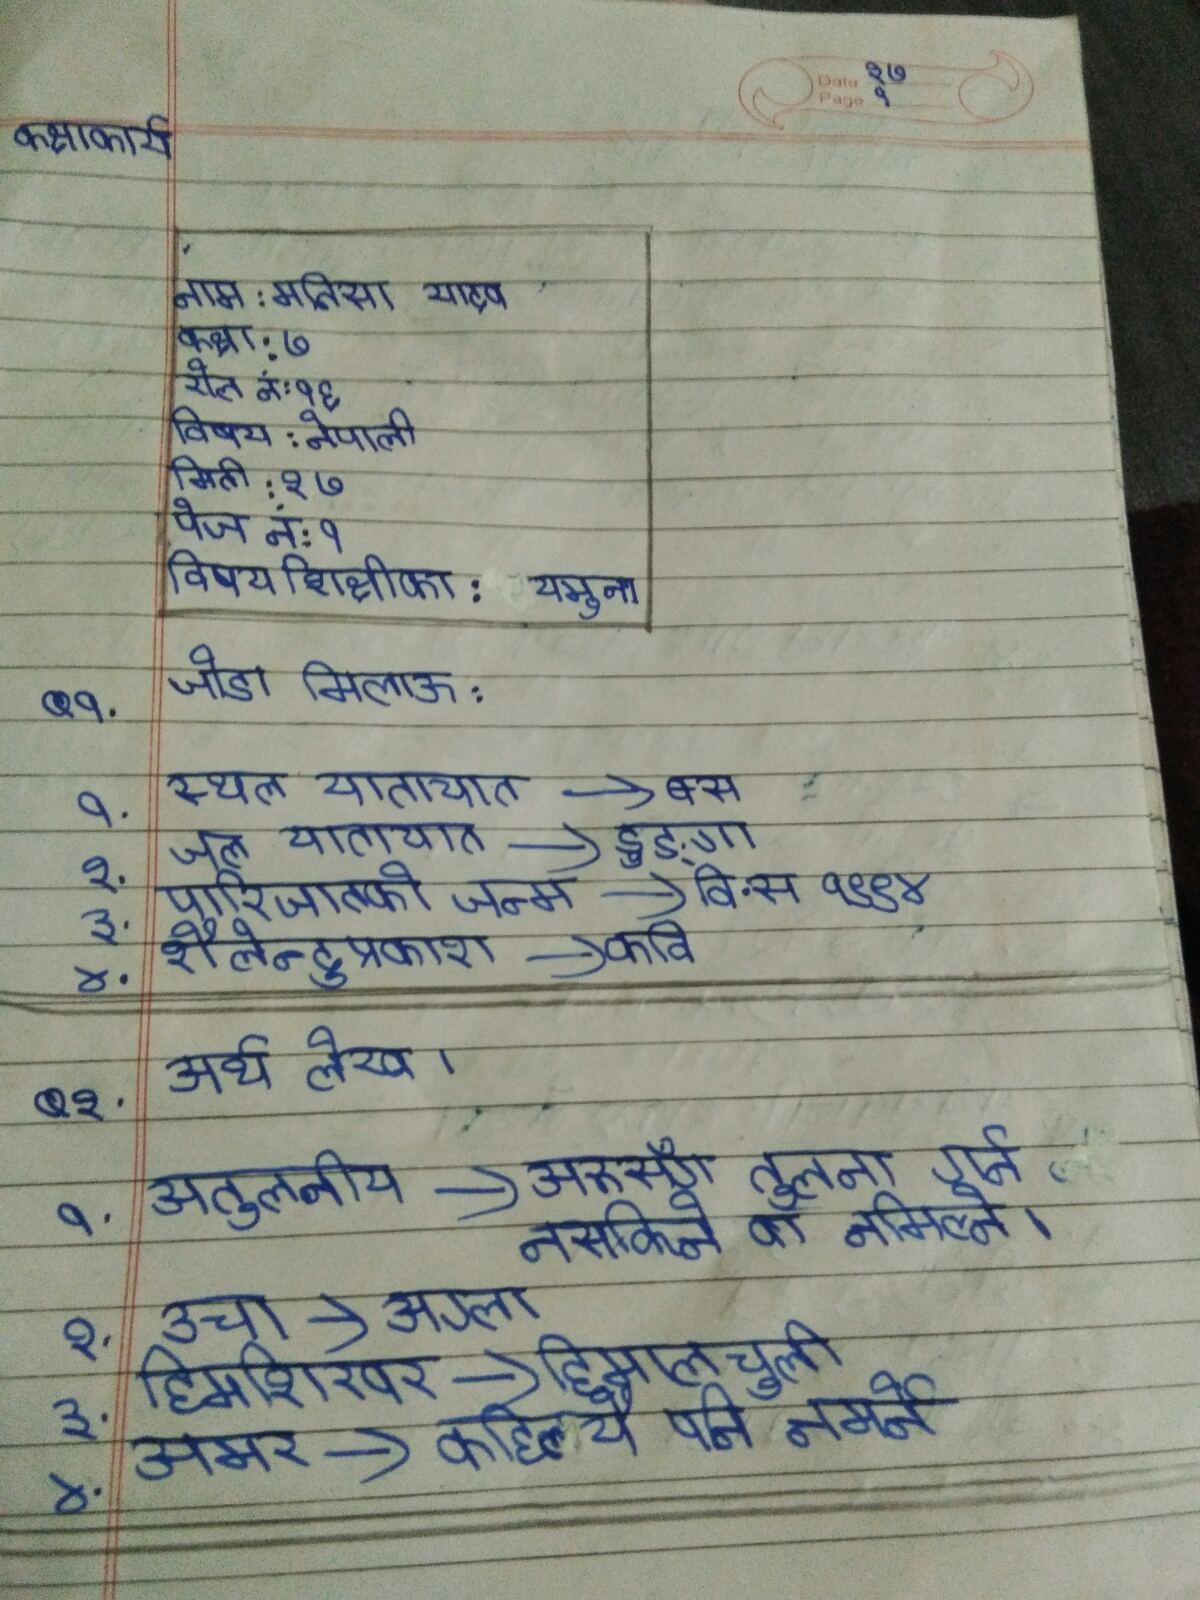 Data २७
Page १
कक्षाकार्य
नाम : मनिसा यादव
कक्षा : ७
रोल नं: १६
विषय : नेपाली
मिती : २७
पेज नं: १
विषय शिक्षीका : यमुना
Q१. जोडा मिलाऊ :
१. स्थल यातायात → बस
२. जल यातायात → डुङ्गा
३. पारिजातको जन्म → वि.स १९९४
४. शैलेन्द्रप्रकाश → कवि
Q२. अर्थ लेख ।
१. अतुलनीय → अरुसँग तुलना गर्न
नसकिने वा नमिल्ने ।
२. उचा → अग्ला
३. हिमशिखर → हिमालचुली
४. अमर → कहिल्यै पनि नमर्ने